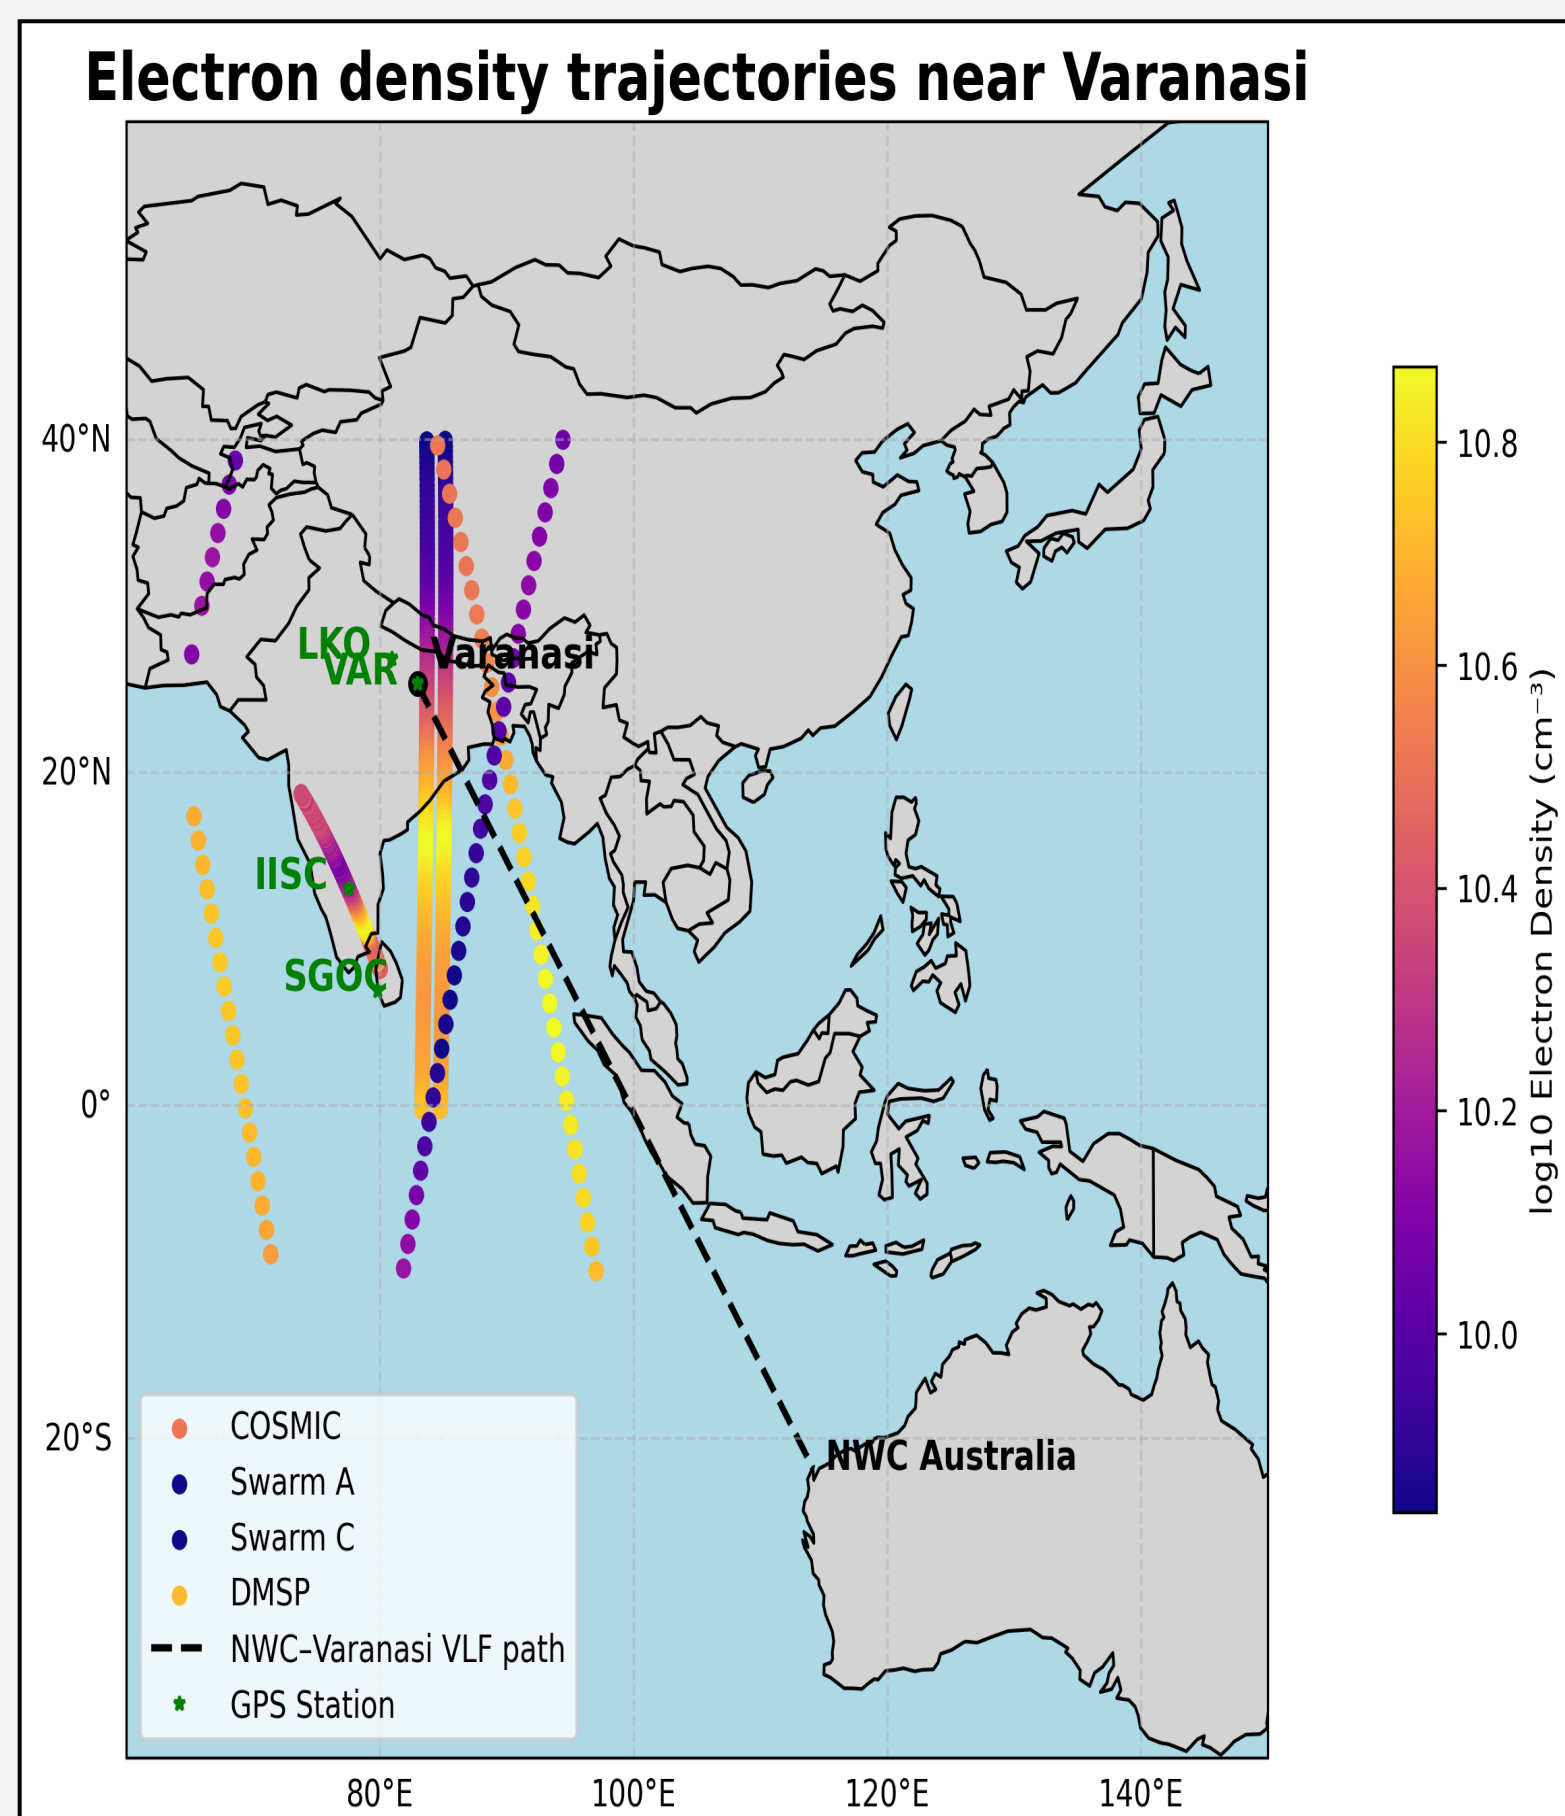 Electron density trajectories near Varanasi
40°N
20°N
0°
20°S
80°E
100°E
120°E
140°E
LKO
VAR
Varanasi
IISC
SGOC
NWC Australia
COSMIC
Swarm A
Swarm C
DMSP
NWC–Varanasi VLF path
GPS Station
10.8
10.6
10.4
10.2
10.0
log10 Electron Density (cm⁻³)